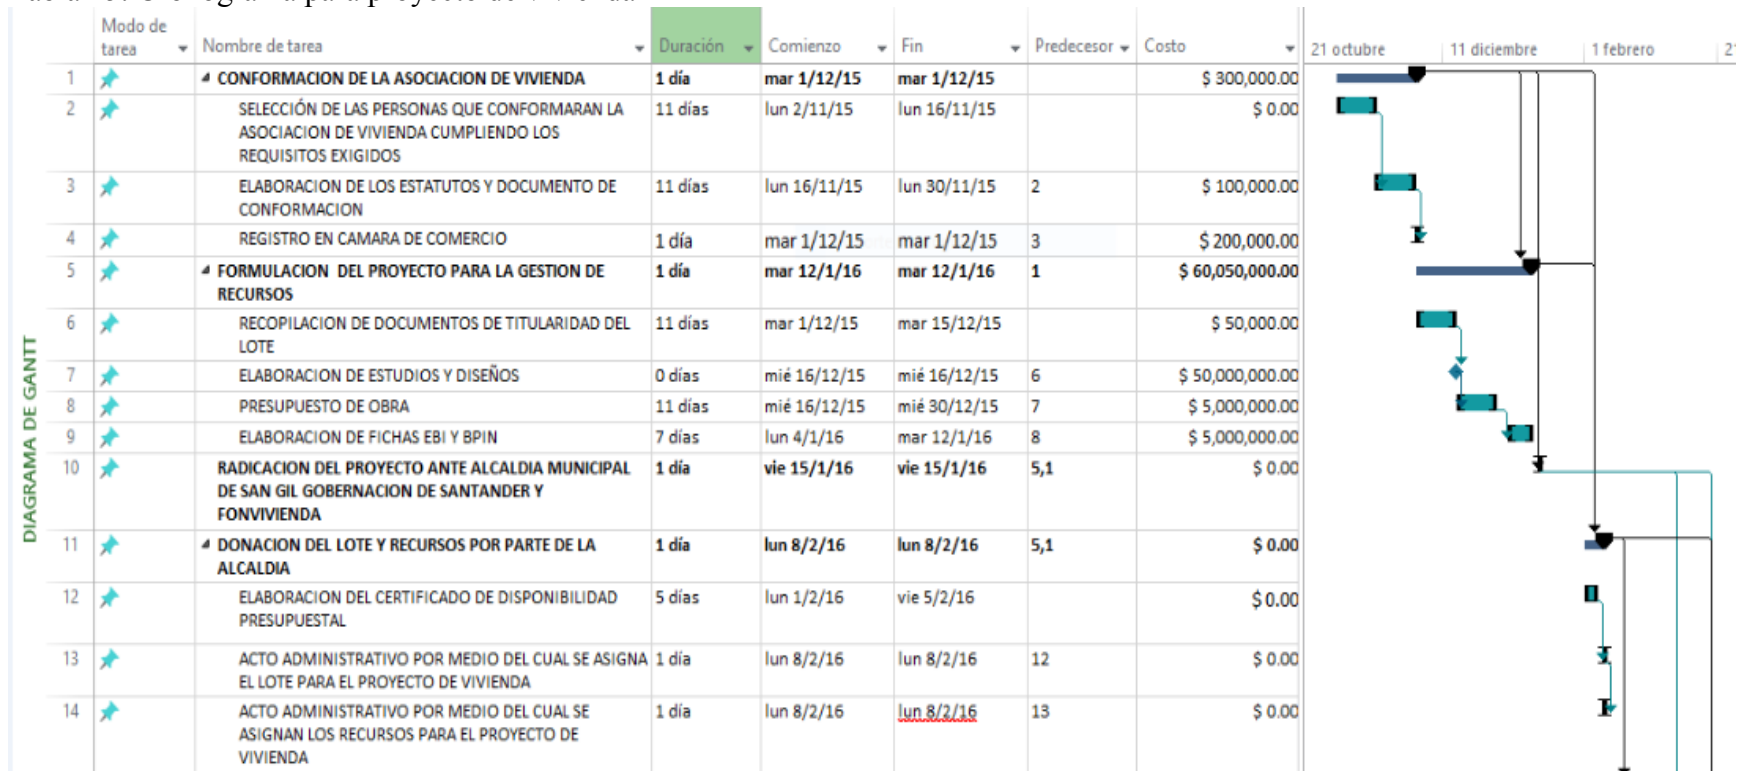 Modo de tarea
Nombre de tarea
Duración
Comienzo
Fin
Predecesor
Costo
21 octubre
11 diciembre
1 febrero
DIAGRAMA DE GANTT
1
CONFORMACION DE LA ASOCIACION DE VIVIENDA
1 día
mar 1/12/15
mar 1/12/15
$ 300,000.00
2
SELECCIÓN DE LAS PERSONAS QUE CONFORMARAN LA
ASOCIACION DE VIVIENDA CUMPLIENDO LOS
REQUISITOS EXIGIDOS
11 días
lun 2/11/15
lun 16/11/15
$ 0.00
3
ELABORACION DE LOS ESTATUTOS Y DOCUMENTO DE
CONFORMACION
11 días
lun 16/11/15
lun 30/11/15
2
$ 100,000.00
4
REGISTRO EN CAMARA DE COMERCIO
1 día
mar 1/12/15
mar 1/12/15
3
$ 200,000.00
5
FORMULACION DEL PROYECTO PARA LA GESTION DE
RECURSOS
1 día
mar 12/1/16
mar 12/1/16
1
$ 60,050,000.00
6
RECOPILACION DE DOCUMENTOS DE TITULARIDAD DEL
LOTE
11 días
mar 1/12/15
mar 15/12/15
$ 50,000.00
7
ELABORACION DE ESTUDIOS Y DISEÑOS
0 días
mié 16/12/15
mié 16/12/15
6
$ 50,000,000.00
8
PRESUPUESTO DE OBRA
11 días
mié 16/12/15
mié 30/12/15
7
$ 5,000,000.00
9
ELABORACION DE FICHAS EBI Y BPIN
7 días
lun 4/1/16
mar 12/1/16
8
$ 5,000,000.00
10
RADICACION DEL PROYECTO ANTE ALCALDIA MUNICIPAL
DE SAN GIL GOBERNACION DE SANTANDER Y
FONVIVIENDA
1 día
vie 15/1/16
vie 15/1/16
5,1
$ 0.00
11
DONACION DEL LOTE Y RECURSOS POR PARTE DE LA
ALCALDIA
1 día
lun 8/2/16
lun 8/2/16
5,1
$ 0.00
12
ELABORACION DEL CERTIFICADO DE DISPONIBILIDAD
PRESUPUESTAL
5 días
lun 1/2/16
vie 5/2/16
$ 0.00
13
ACTO ADMINISTRATIVO POR MEDIO DEL CUAL SE ASIGNA
EL LOTE PARA EL PROYECTO DE VIVIENDA
1 día
lun 8/2/16
lun 8/2/16
12
$ 0.00
14
ACTO ADMINISTRATIVO POR MEDIO DEL CUAL SE
ASIGNAN LOS RECURSOS PARA EL PROYECTO DE
VIVIENDA
1 día
lun 8/2/16
lun 8/2/16
13
$ 0.00